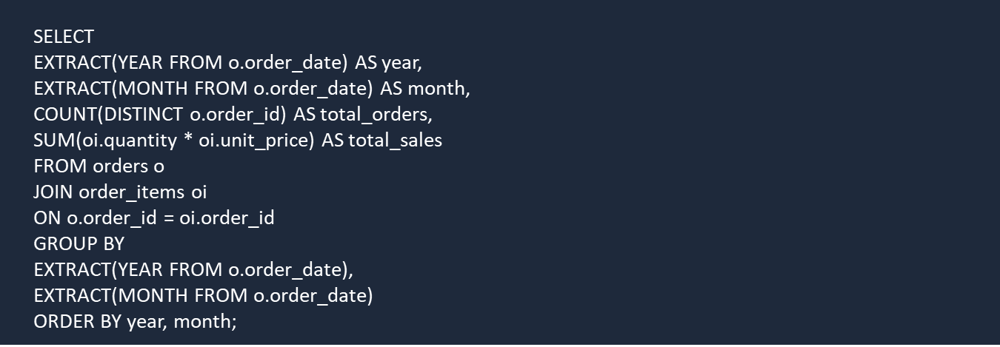 SELECT
EXTRACT(YEAR FROM o.order_date) AS year,
EXTRACT(MONTH FROM o.order_date) AS month,
COUNT(DISTINCT o.order_id) AS total_orders,
SUM(oi.quantity * oi.unit_price) AS total_sales
FROM orders o
JOIN order_items oi
ON o.order_id = oi.order_id
GROUP BY
EXTRACT(YEAR FROM o.order_date),
EXTRACT(MONTH FROM o.order_date)
ORDER BY year, month;